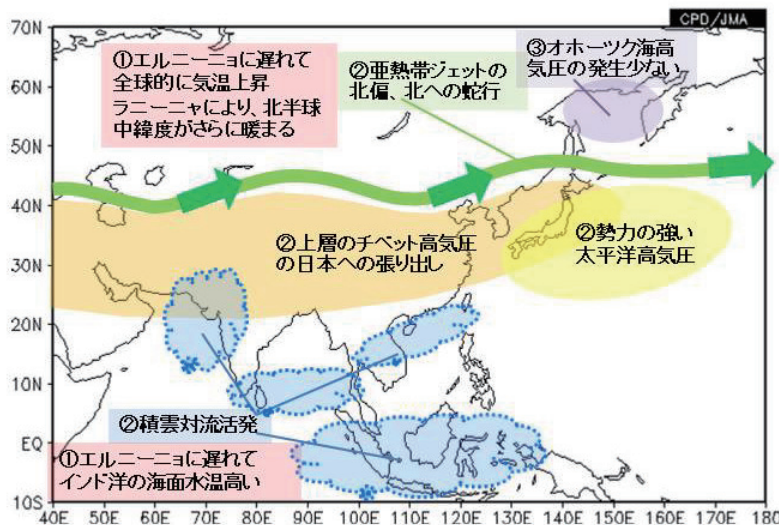 CPD/JMA
70N
60N
50N
40N
30N
20N
10N
EQ
10S
①エルニーニョに遅れて
全球的に気温上昇
ラニーニャにより、北半球
中緯度がさらに暖まる
②亜熱帯ジェットの
北偏、北への蛇行
③オホーツク海高
気圧の発生少ない
②上層のチベット高気圧
の日本への張り出し
②勢力の強い
太平洋高気圧
②積雲対流活発
①エルニーニョに遅れて
インド洋の海面水温高い
40E 50E 60E 70E 80E 90E 100E 110E 120E 130E 140E 150E 160E 170E 180